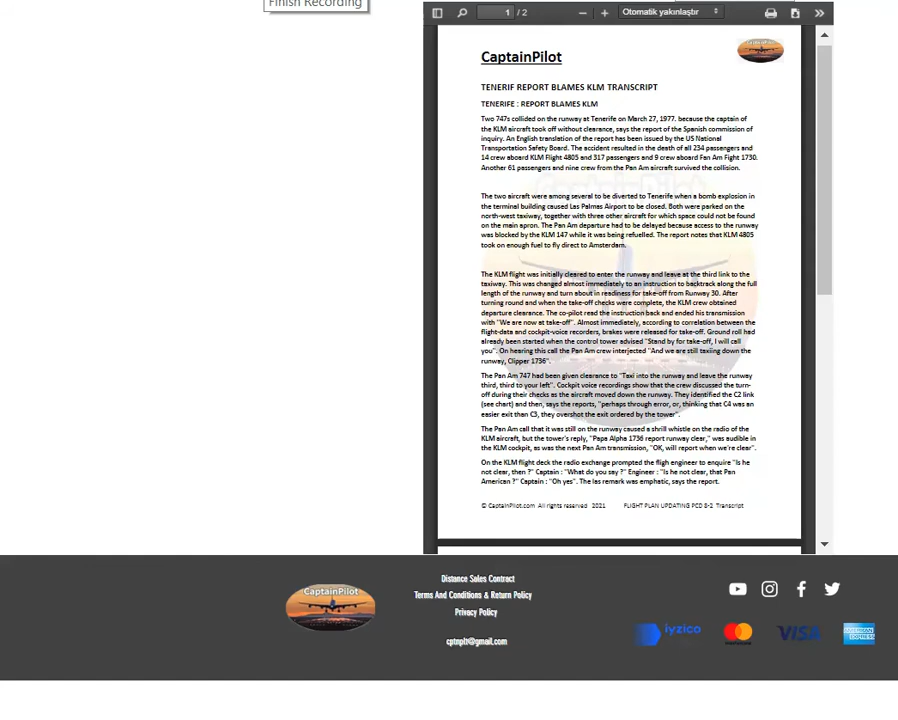 Finish Recording
1 / 2
Otomatik yakınlaştır
CaptainPilot
TENERIF REPORT BLAMES KLM TRANSCRIPT
TENERIFE : REPORT BLAMES KLM
Two 747s collided on the runway at Tenerife on March 27, 1977. because the captain of
the KLM aircraft took off without clearance, says the report of the Spanish commission of
inquiry. An English translation of the report has been issued by the US National
Transportation Safety Board. The accident resulted in the death of all 234 passengers and
14 crew aboard KLM Flight 4805 and 317 passengers and 9 crew aboard Fan Am Fight 1730.
Another 61 passengers and nine crew from the Pan Am aircraft survived the collision.
The two aircraft were among several to be diverted to Tenerife when a bomb explosion in
the terminal building caused Las Palmas Airport to be closed. Both were parked on the
north-west taxiway, together with three other aircraft for which space could not be found
on the main apron. The Pan Am departure had to be delayed because access to the runway
was blocked by the KLM 147 while it was being refuelled. The report notes that KLM 4805
took on enough fuel to fly direct to Amsterdam.
The KLM flight was initially cleared to enter the runway and leave at the third link to the
taxiway. This was changed almost immediately to an instruction to backtrack along the full
length of the runway and turn about in readiness for take-off from Runway 30. After
turning round and when the take-off checks were complete, the KLM crew obtained
departure clearance. The co-pilot read the instruction back and ended his transmission
with "We are now at take-off". Almost immediately, according to correlation between the
flight-data and cockpit-voice recorders, brakes were released for take-off. Ground roll had
already been started when the control tower advised "Stand by for take-off, I will call
you". On hearing this call the Pan Am crew interjected "And we are still taxiing down the
runway, Clipper 1736".
The Pan Am 747 had been given clearance to "Taxi into the runway and leave the runway
third, third to your left". Cockpit voice recordings show that the crew discussed the turn-
off during their checks as the aircraft moved down the runway. They identified the C2 link
(see chart) and then, says the reports, "perhaps through error, or, thinking that C4 was an
easier exit than C3, they overshot the exit ordered by the tower".
The Pan Am call that it was still on the runway caused a shrill whistle on the radio of the
KLM aircraft, but the tower's reply, "Papa Alpha 1736 report runway clear," was audible in
the KLM cockpit, as was the next Pan Am transmission, "OK, will report when we're clear".
On the KLM flight deck the radio exchange prompted the fligh engineer to enquire "Is he
not clear, then ?" Captain : "What do you say ?" Engineer : "Is he not clear, that Pan
American ?" Captain : "Oh yes". The las remark was emphatic, says the report.
© CaptainPilot.com All rights reserved 2021 FLIGHT PLAN UPDATING PCD 8-2 Transcript
CaptainPilot
Distance Sales Contract
Terms And Conditions & Return Policy
Privacy Policy
cptnplt@gmail.com
iyzico
VISA
AMERICAN
EXPRESS